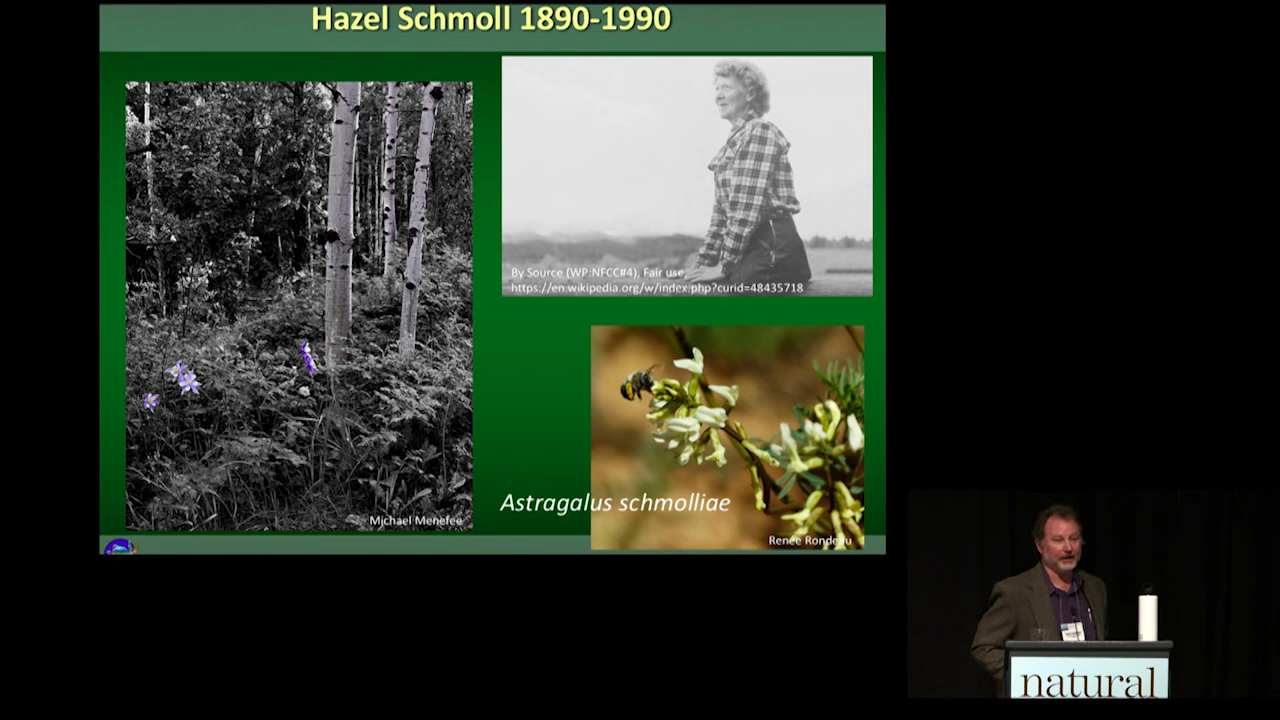 Hazel Schmoll 1890-1990
By Source (WP:NFCC#4), Fair use,
https://en.wikipedia.org/w/index.php?curid=48435718
Astragalus schmolliae
Michael Menefee
Renée Rondeau
natural